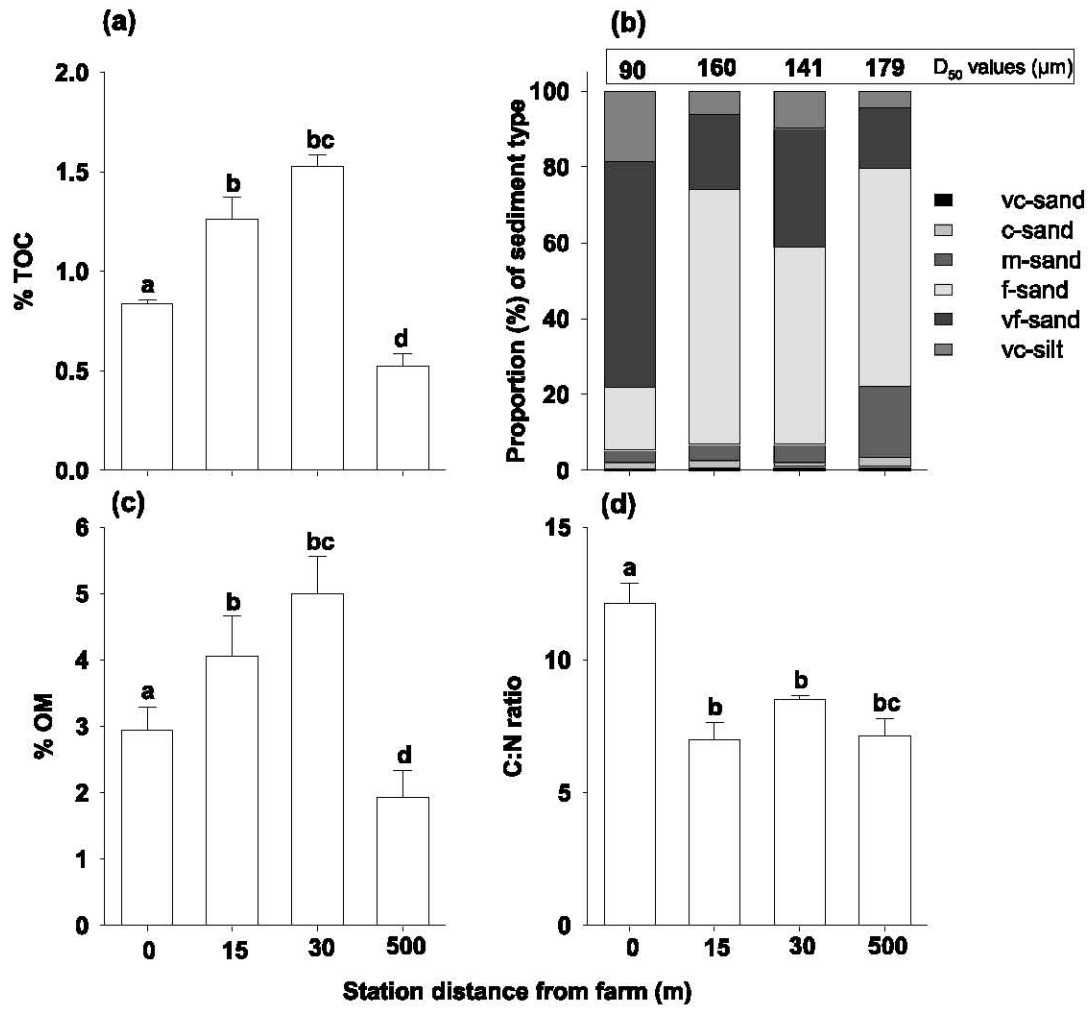 (a)
2.0
1.5
1.0
0.5
0.0
% TOC
a
b
bc
d
(b)
90 160 141 179 D₅₀ values (µm)
100
80
60
40
20
0
Proportion (%) of sediment type
vc-sand
c-sand
m-sand
f-sand
vf-sand
vc-silt
(c)
6
5
4
3
2
1
0
% OM
a
b
bc
d
0 15 30 500
(d)
15
10
5
0
C:N ratio
a
b
b
bc
0 15 30 500
Station distance from farm (m)